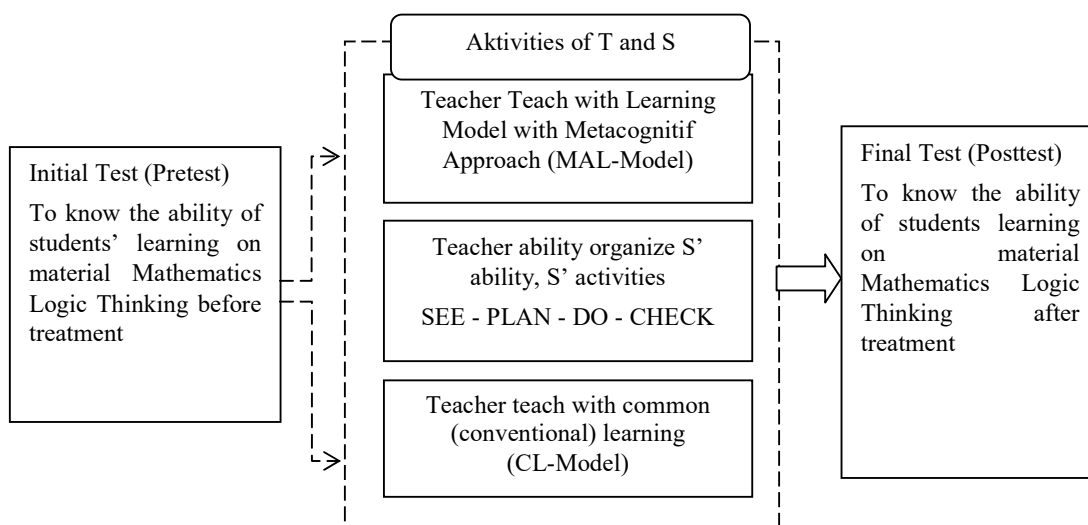 Initial Test (Pretest)
To know the ability of
students’ learning on
material Mathematics
Logic Thinking before
treatment
Aktivities of T and S
Teacher Teach with Learning
Model with Metacognitif
Approach (MAL-Model)
Teacher ability organize S’
ability, S’ activities
SEE - PLAN - DO - CHECK
Teacher teach with common
(conventional) learning
(CL-Model)
Final Test (Posttest)
To know the ability
of students learning
on material
Mathematics Logic
Thinking after
treatment